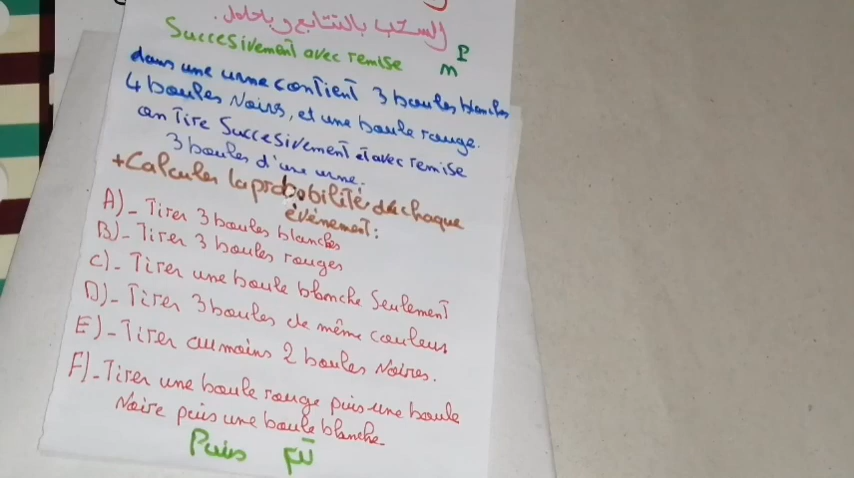 السحب بالتتابع وباحلال.
Succesivement avec remise
P
n
m
dans une urne contient 3 boules blanches
4 boules Noirs, et une boule rouge.
on Tire Succesivement et avec remise
3 boules d'une urne.
+Calculer la probabilité de chaque
évènement:
A)- Tirer 3 boules blanches
B)- Tirer 3 boules rouges
C)- Tirer une boule blanche Seulement
D)- Tirer 3 boules de même couleur
E)- Tirer au moins 2 boules Noires.
F)- Tirer une boule rouge puis une boule
Noire puis une boule blanche.
Puis ثم